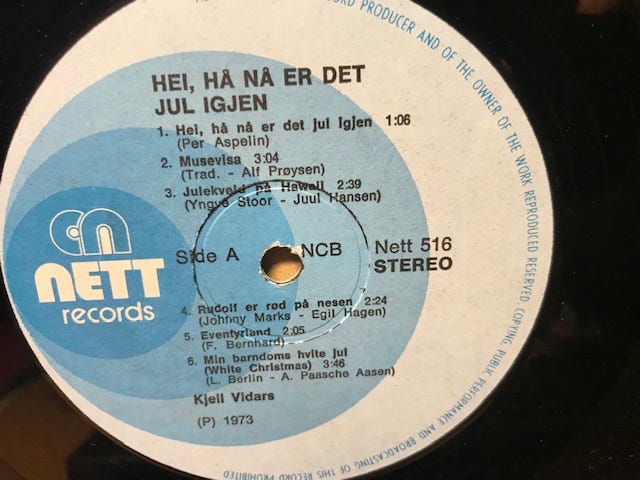 HEI, HÅ NÅ ER DET
JUL IGJEN
1. Hei, hå nå er det jul igjen 1:06
(Per Aspelin)
2. Musevisa 3:04
(Trad. - Alf Prøysen)
3. Julekveld på Hawaii 2:39
(Yngve Stoor - Juul Hansen)
Side A
NCB
Nett 516
STEREO
NETT
records
4. Rudolf er rød på nesen 2:24
(Johnny Marks - Egil Hagen)
5. Eventyrland 2:05
(F. Bernhard)
6. Min barndoms hvite jul
(White Christmas) 3:46
(L. Berlin - A. Paasche Aasen)
Kjell Vidars
(P) 1973
RECORD PRODUCER AND OF THE OWNER OF THE WORK REPRODUCED RESERVED. COPYING, PUBLIC PERFORMANCE AND BROADCASTING OF THIS RECORD PROHIBITED